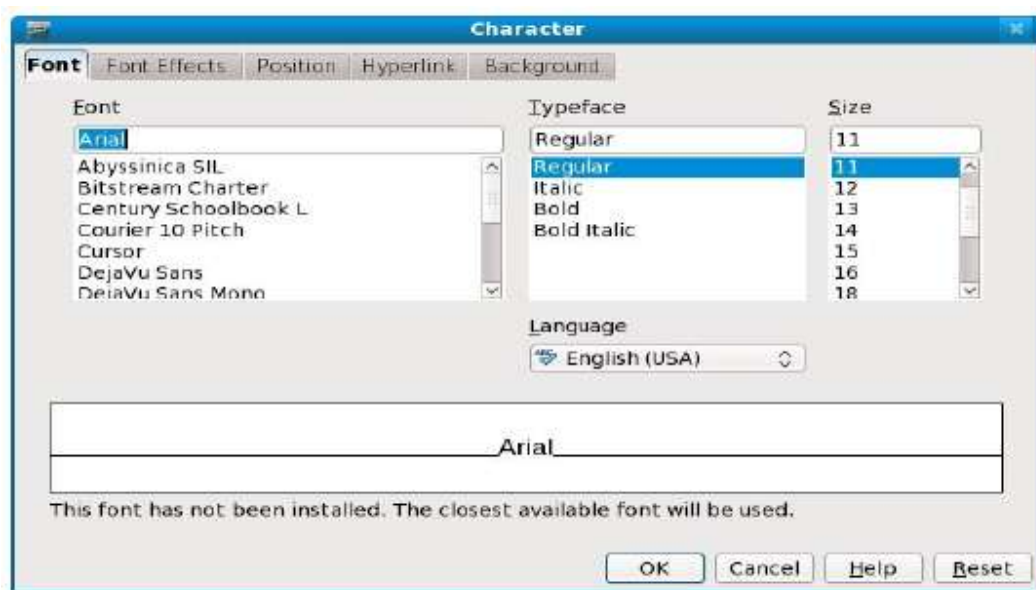 Character
Font Font Effects Position Hyperlink Background
Font
Arial
Abyssinica SIL
Bitstream Charter
Century Schoolbook L
Courier 10 Pitch
Cursor
DejaVu Sans
DejaVu Sans Mono
Typeface
Regular
Regular
Italic
Bold
Bold Italic
Size
11
11
12
13
14
15
16
18
Language
English (USA)
Arial
This font has not been installed. The closest available font will be used.
OK Cancel Help Reset